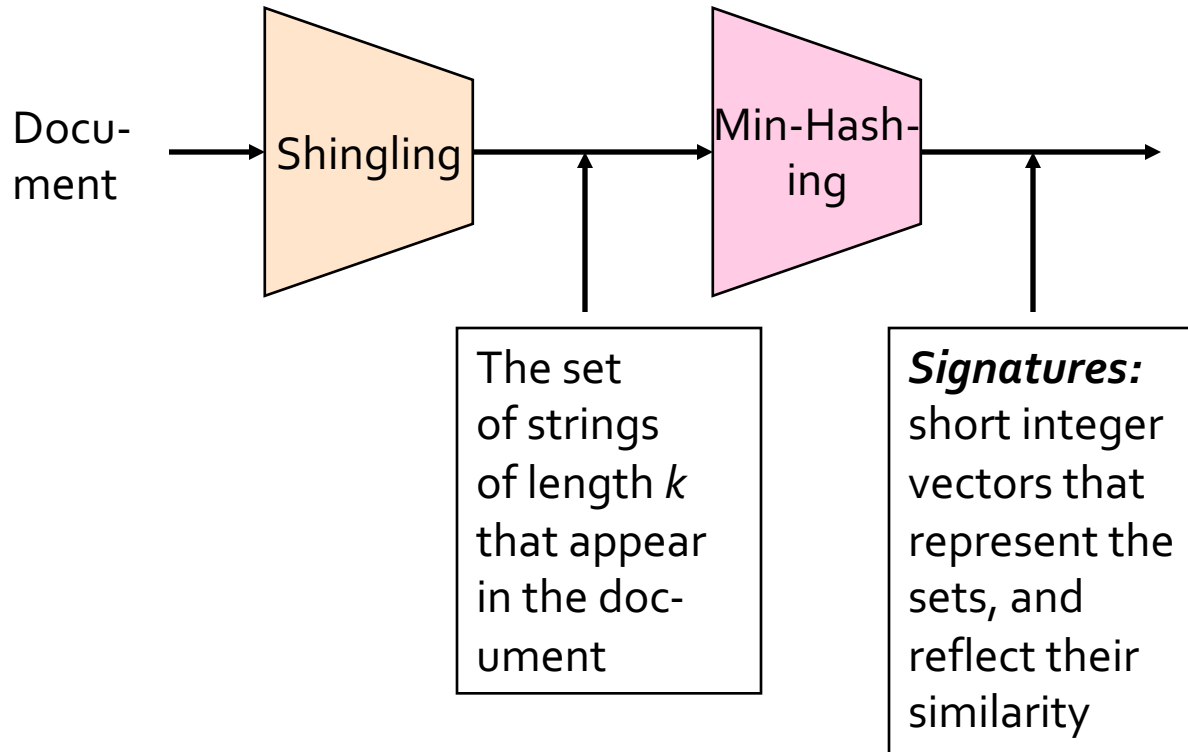 Docu-
ment
Shingling
Min-Hash-
ing
The set
of strings
of length k
that appear
in the doc-
ument
Signatures:
short integer
vectors that
represent the
sets, and
reflect their
similarity